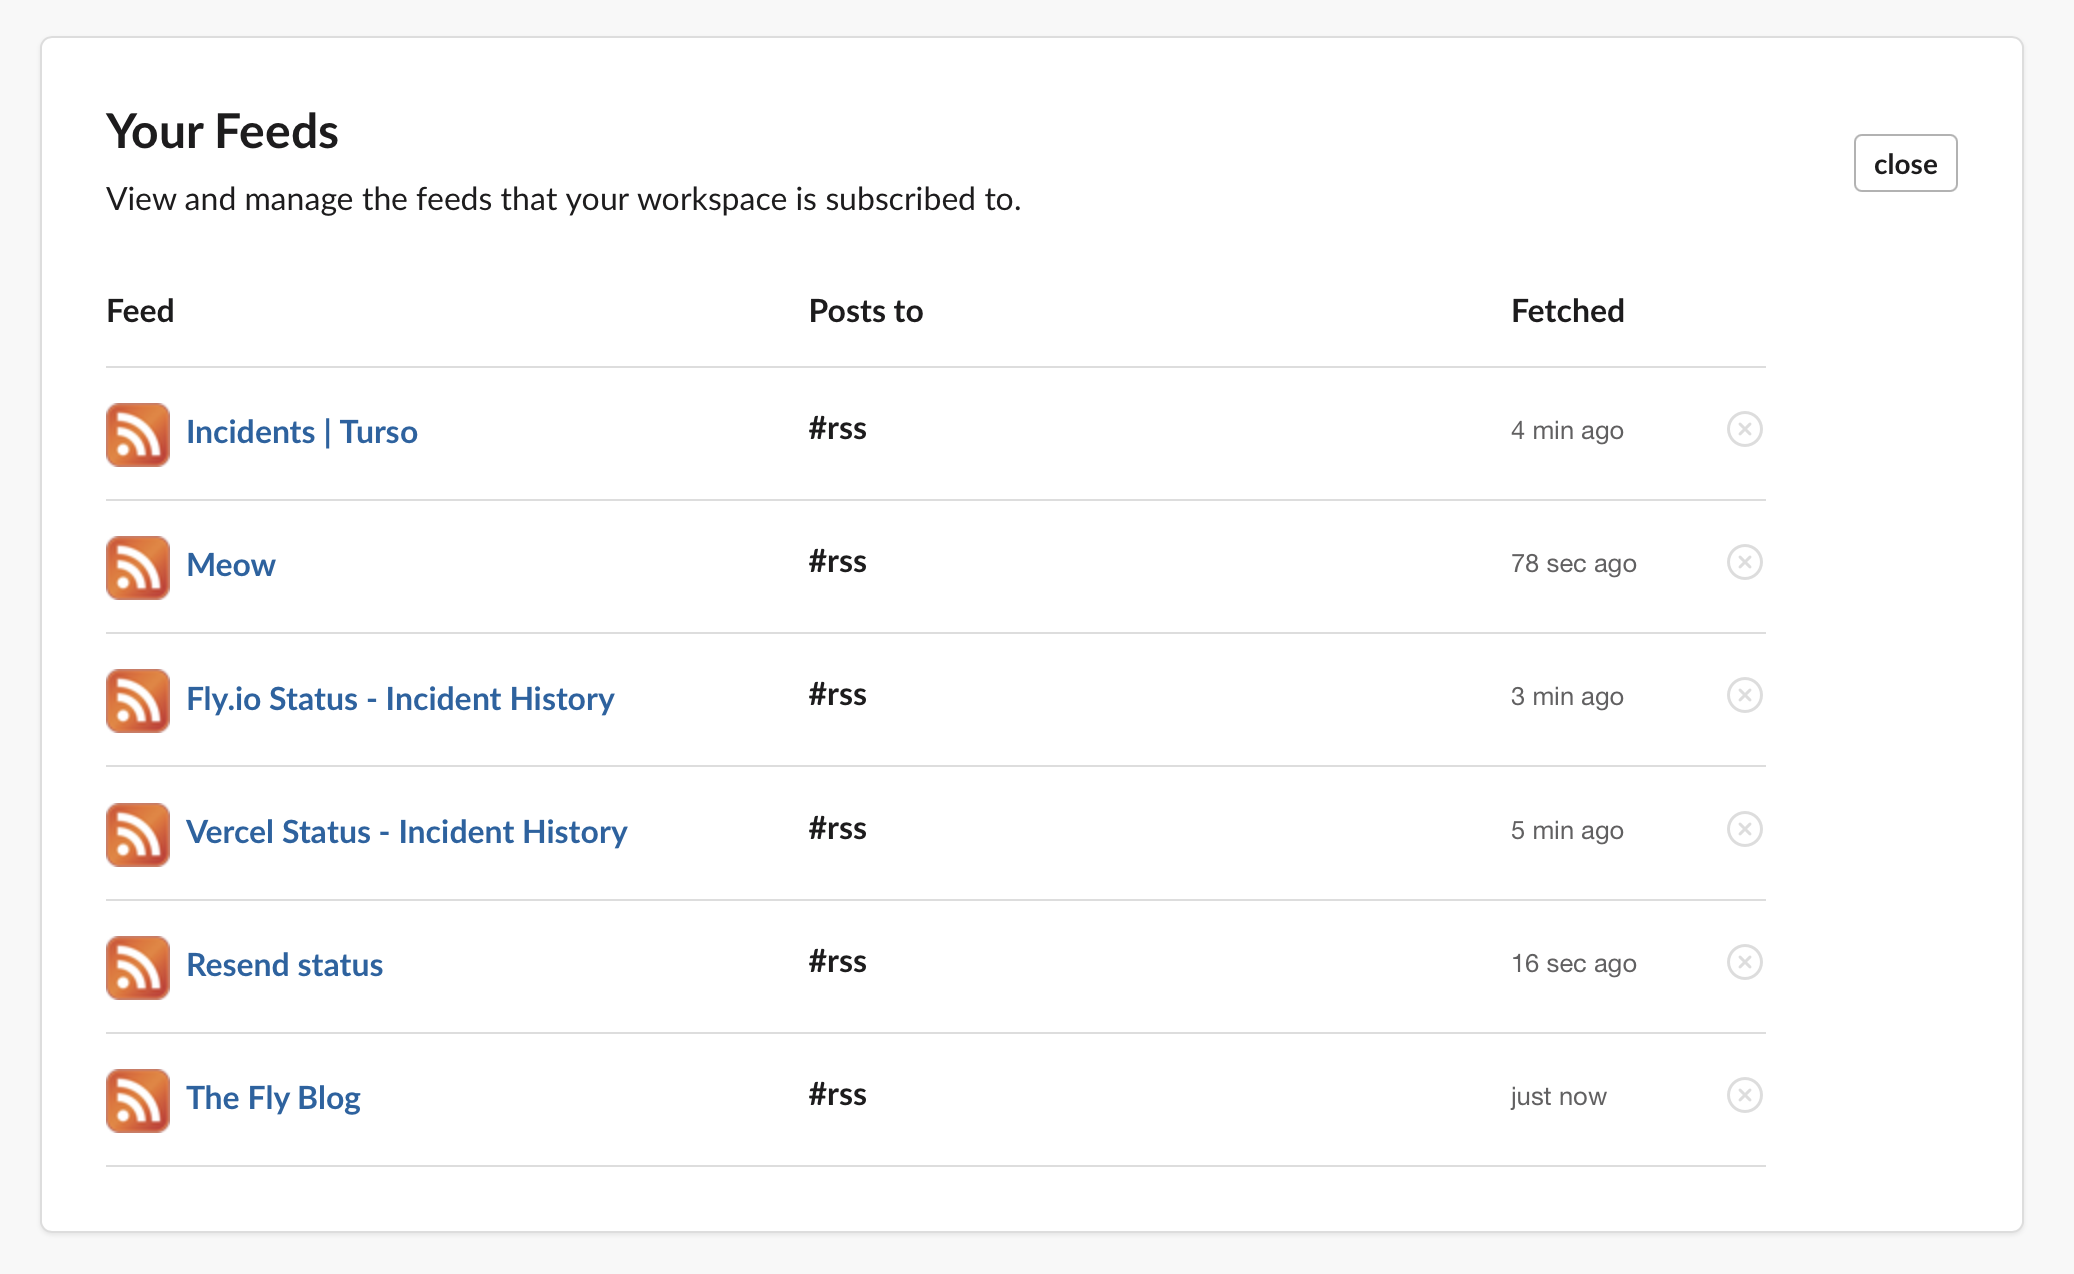 Your Feeds
close
View and manage the feeds that your workspace is subscribed to.
Feed Posts to Fetched
Incidents | Turso #rss 4 min ago
Meow #rss 78 sec ago
Fly.io Status - Incident History #rss 3 min ago
Vercel Status - Incident History #rss 5 min ago
Resend status #rss 16 sec ago
The Fly Blog #rss just now